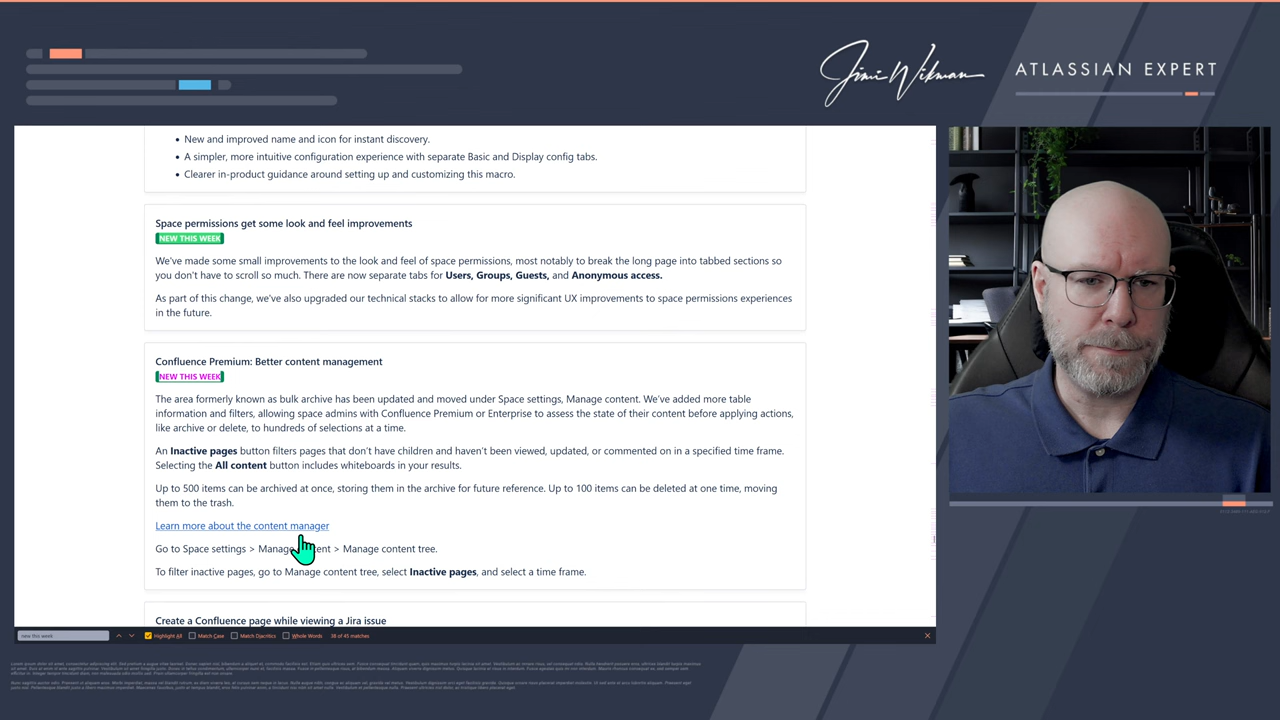 Jimi Wikman
ATLASSIAN EXPERT
• New and improved name and icon for instant discovery.
• A simpler, more intuitive configuration experience with separate Basic and Display config tabs.
• Clearer in-product guidance around setting up and customizing this macro.
Space permissions get some look and feel improvements
NEW THIS WEEK
We've made some small improvements to the look and feel of space permissions, most notably to break the long page into tabbed sections so
you don't have to scroll so much. There are now separate tabs for Users, Groups, Guests, and Anonymous access.
As part of this change, we've also upgraded our technical stacks to allow for more significant UX improvements to space permissions experiences
in the future.
Confluence Premium: Better content management
NEW THIS WEEK
The area formerly known as bulk archive has been updated and moved under Space settings, Manage content. We've added more table
information and filters, allowing space admins with Confluence Premium or Enterprise to assess the state of their content before applying actions,
like archive or delete, to hundreds of selections at a time.
An Inactive pages button filters pages that don't have children and haven't been viewed, updated, or commented on in a specified time frame.
Selecting the All content button includes whiteboards in your results.
Up to 500 items can be archived at once, storing them in the archive for future reference. Up to 100 items can be deleted at one time, moving
them to the trash.
Learn more about the content manager
Go to Space settings > Manage content > Manage content tree.
To filter inactive pages, go to Manage content tree, select Inactive pages, and select a time frame.
Create a Confluence page while viewing a Jira issue
new this week Highlight All Match Case Match Diacritics Whole Words 38 of 45 matches